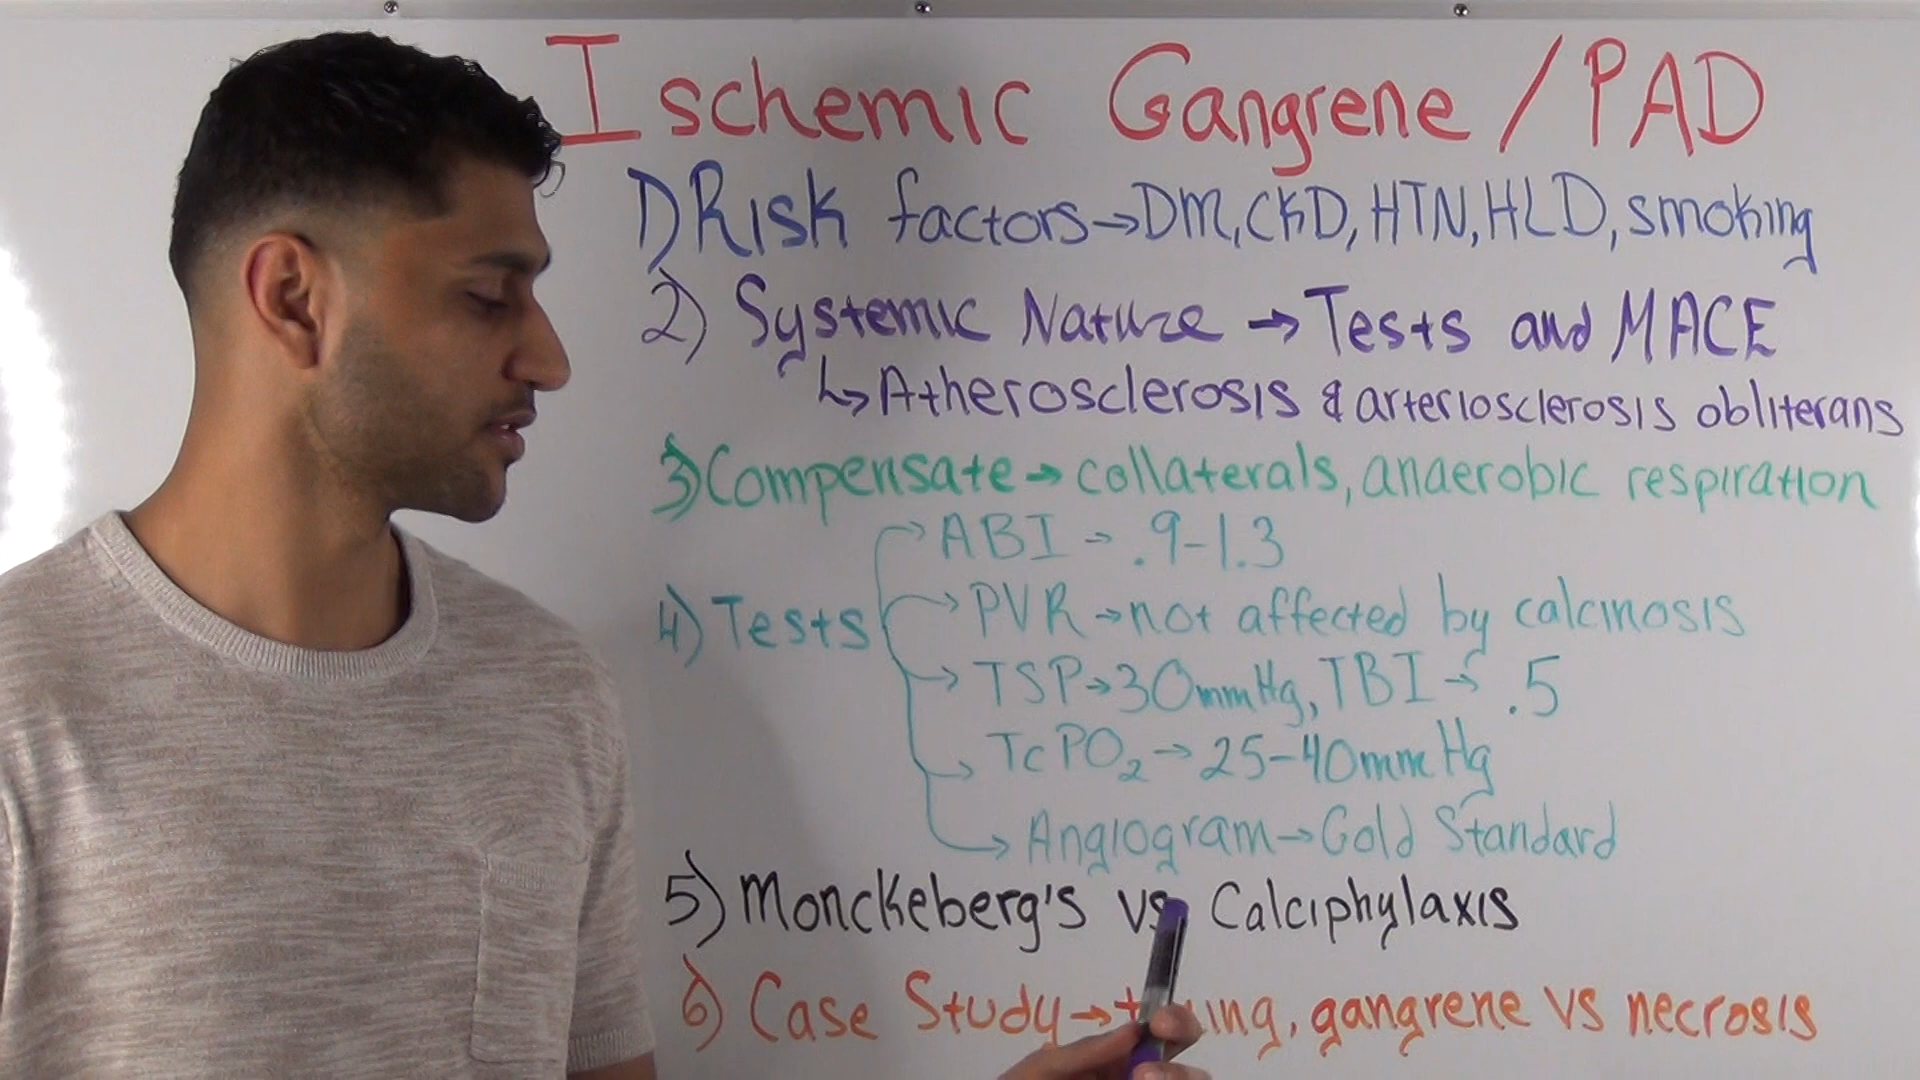 Ischemic Gangrene / PAD
1) Risk factors → DM, CKD, HTN, HLD, smoking
2) Systemic Nature → Tests and MACE
↳ Atherosclerosis & arteriosclerosis obliterans
3) Compensate → collaterals, anaerobic respiration
4) Tests
→ ABI → .9-1.3
→ PVR → not affected by calcinosis
→ TSP → 30mmHg, TBI → .5
→ TcPO₂ → 25-40mmHg
→ Angiogram → Gold Standard
5) Monckeberg's vs Calciphylaxis
6) Case Study → gangrene vs necrosis